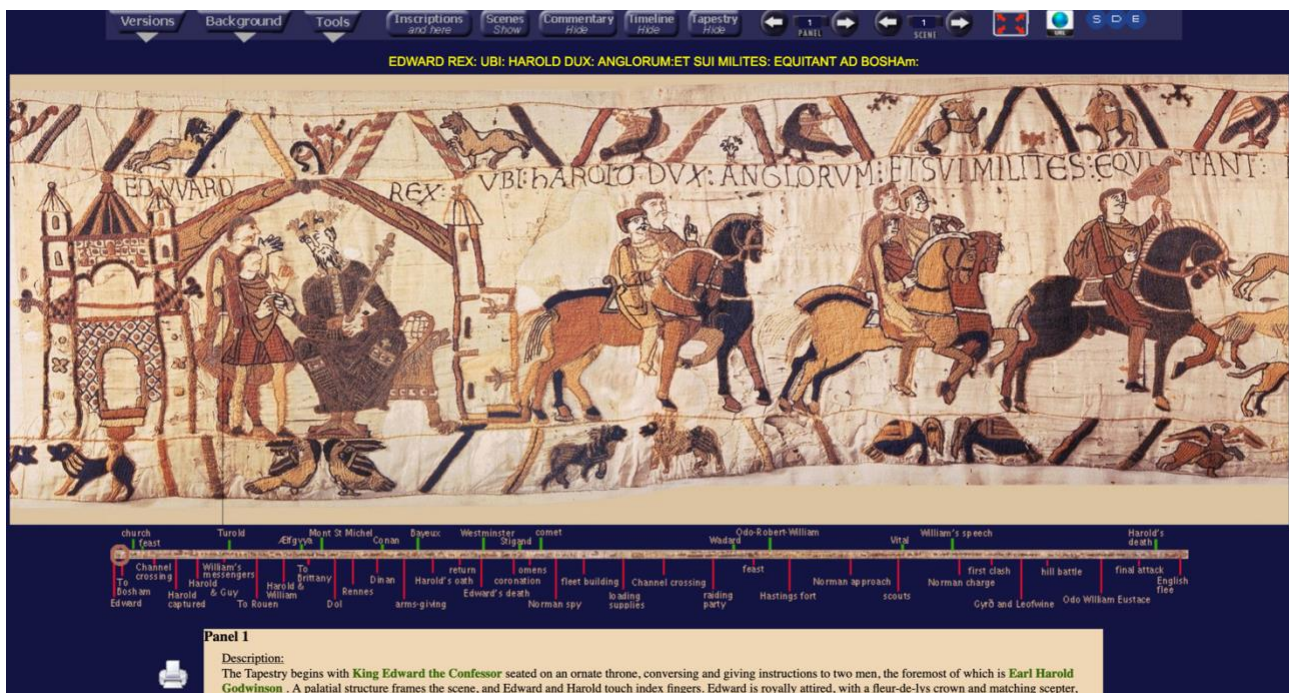 Versions Background Tools Inscriptions and here Scenes Show Commentary Hide Timeline Hide Tapestry Hide 1 PANEL 1 SCENE URL S D E
EDWARD REX: UBI: HAROLD DUX: ANGLORUM:ET SUI MILITES: EQUITANT AD BOSHAm:
EDVVARD REX: VBI: hAROLD DVX: ANGLORVM: ET SVI MILITES: EQVI TANT:
church Turold Mont St Michel Bayeux Westminster comet Odo-Robert-William William's speech Harold's death
feast Ælfgyva Conan Stigand Wadard Vital
Channel crossing William's messengers To Brittany Dinan return omens feast first clash final attack
To Bosham Harold & Guy Harold & William Rennes Harold's oath coronation fleet building Channel crossing Norman approach Norman charge hill battle English flee
Edward Harold captured To Rouen Dol arms-giving Edward's death Norman spy loading supplies raiding party Hastings fort scouts Gyrð and Leofwine Odo William Eustace
Panel 1
Description:
The Tapestry begins with King Edward the Confessor seated on an ornate throne, conversing and giving instructions to two men, the foremost of which is Earl Harold
Godwinson . A palatial structure frames the scene, and Edward and Harold touch index fingers. Edward is royally attired, with a fleur-de-lys crown and matching scepter,